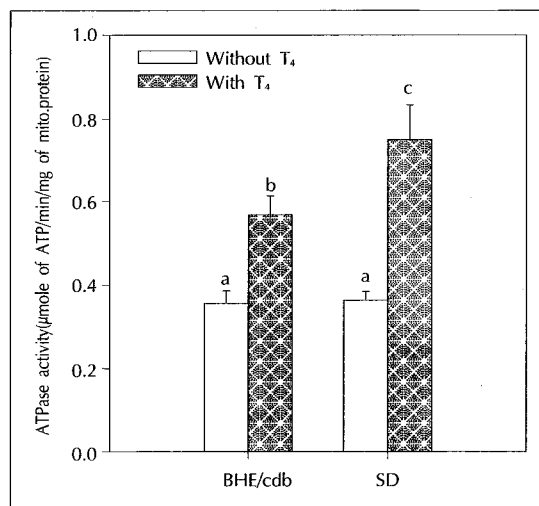 ATPase activity(μmole of ATP/min/mg of mito.protein)
1.0
0.8
0.6
0.4
0.2
0.0
Without T₄
With T₄
a
b
a
c
BHE/cdb
SD